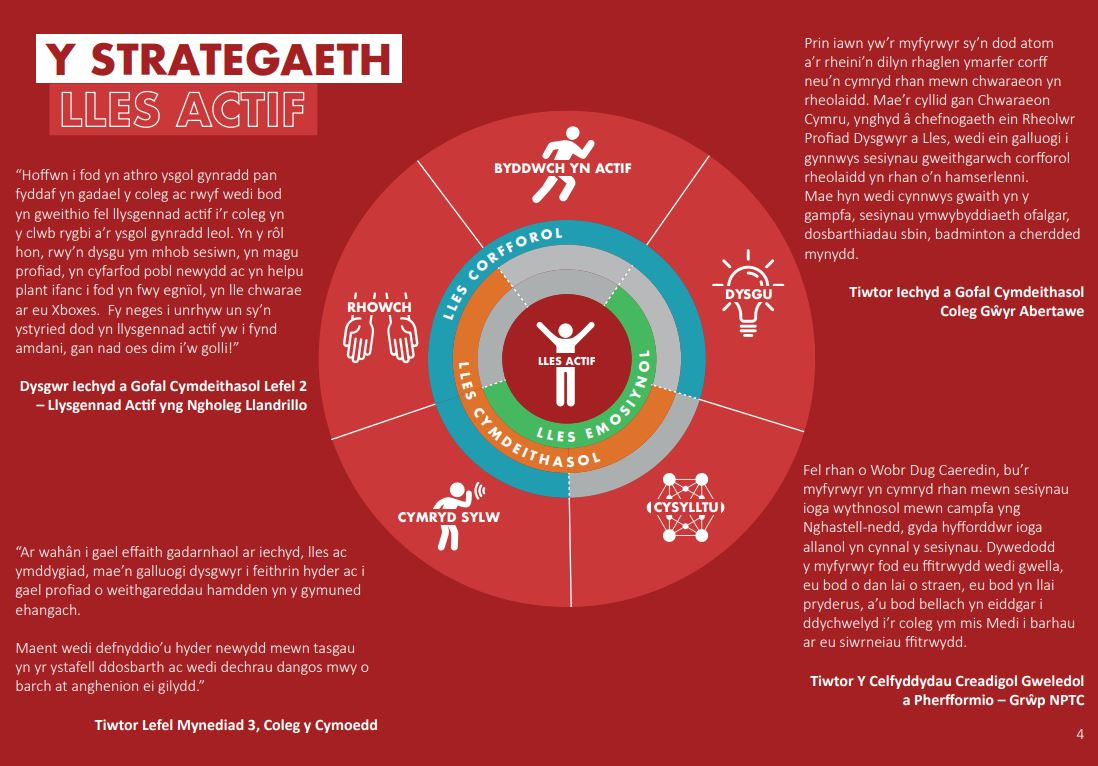 Y STRATEGAETH
LLES ACTIF
“Hoffwn i fod yn athro ysgol gynradd pan
fyddaf yn gadael y coleg ac rwyf wedi bod
yn gweithio fel llysgennad actif i’r coleg yn
y clwb rygbi a’r ysgol gynradd leol. Yn y rôl
hon, rwy’n dysgu ym mhob sesiwn, yn magu
profiad, yn cyfarfod pobl newydd ac yn helpu
plant ifanc i fod yn fwy egnïol, yn lle chwarae
ar eu Xboxes.  Fy neges i unrhyw un sy’n
ystyried dod yn llysgennad actif yw i fynd
amdani, gan nad oes dim i’w golli!”
Dysgwr Iechyd a Gofal Cymdeithasol Lefel 2
– Llysgennad Actif yng Ngholeg Llandrillo
“Ar wahân i gael effaith gadarnhaol ar iechyd, lles ac
ymddygiad, mae’n galluogi dysgwyr i feithrin hyder ac i
gael profiad o weithgareddau hamdden yn y gymuned
ehangach.
Maent wedi defnyddio’u hyder newydd mewn tasgau
yn yr ystafell ddosbarth ac wedi dechrau dangos mwy o
barch at anghenion ei gilydd.”
Tiwtor Lefel Mynediad 3, Coleg y Cymoedd
BYDDWCH YN ACTIF
DYSGU
CYSYLLTU
CYMRYD SYLW
RHOWCH
LLES CORFFOROL
LLES CYMDEITHASOL
LLES EMOSIYNOL
LLES ACTIF
Prin iawn yw’r myfyrwyr sy’n dod atom
a’r rheini’n dilyn rhaglen ymarfer corff
neu’n cymryd rhan mewn chwaraeon yn
rheolaidd. Mae’r cyllid gan Chwaraeon
Cymru, ynghyd â chefnogaeth ein Rheolwr
Profiad Dysgwyr a Lles, wedi ein galluogi i
gynnwys sesiynau gweithgarwch corfforol
rheolaidd yn rhan o’n hamserlenni.
Mae hyn wedi cynnwys gwaith yn y
gampfa, sesiynau ymwybyddiaeth ofalgar,
dosbarthiadau sbin, badminton a cherdded
mynydd.
Tiwtor Iechyd a Gofal Cymdeithasol
Coleg Gŵyr Abertawe
Fel rhan o Wobr Dug Caeredin, bu’r
myfyrwyr yn cymryd rhan mewn sesiynau
ioga wythnosol mewn campfa yng
Nghastell-nedd, gyda hyfforddwr ioga
allanol yn cynnal y sesiynau. Dywedodd
y myfyrwyr fod eu ffitrwydd wedi gwella,
eu bod o dan lai o straen, eu bod yn llai
pryderus, a’u bod bellach yn eiddgar i
ddychwelyd i’r coleg ym mis Medi i barhau
ar eu siwrneiau ffitrwydd.
Tiwtor Y Celfyddydau Creadigol Gweledol
a Pherfformio – Grŵp NPTC
4